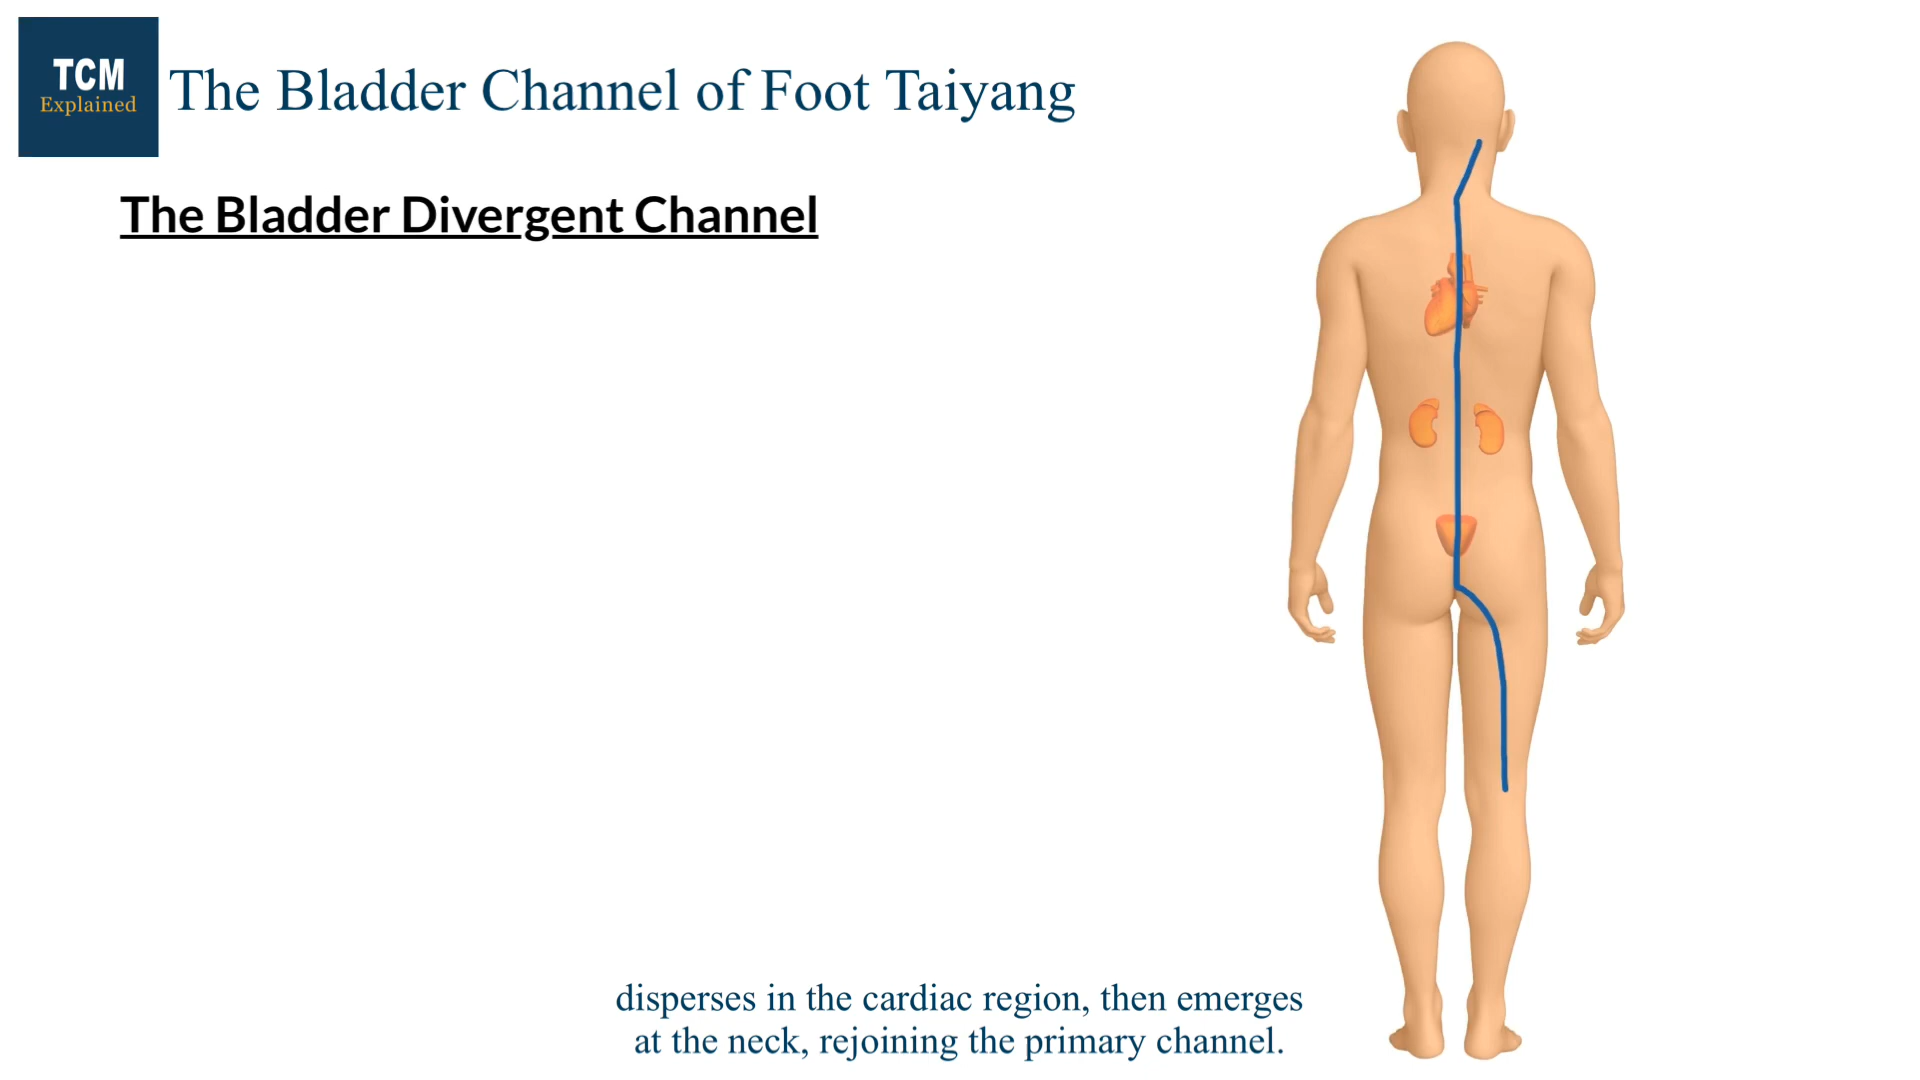 TCM
Explained
The Bladder Channel of Foot Taiyang
The Bladder Divergent Channel
disperses in the cardiac region, then emerges
at the neck, rejoining the primary channel.